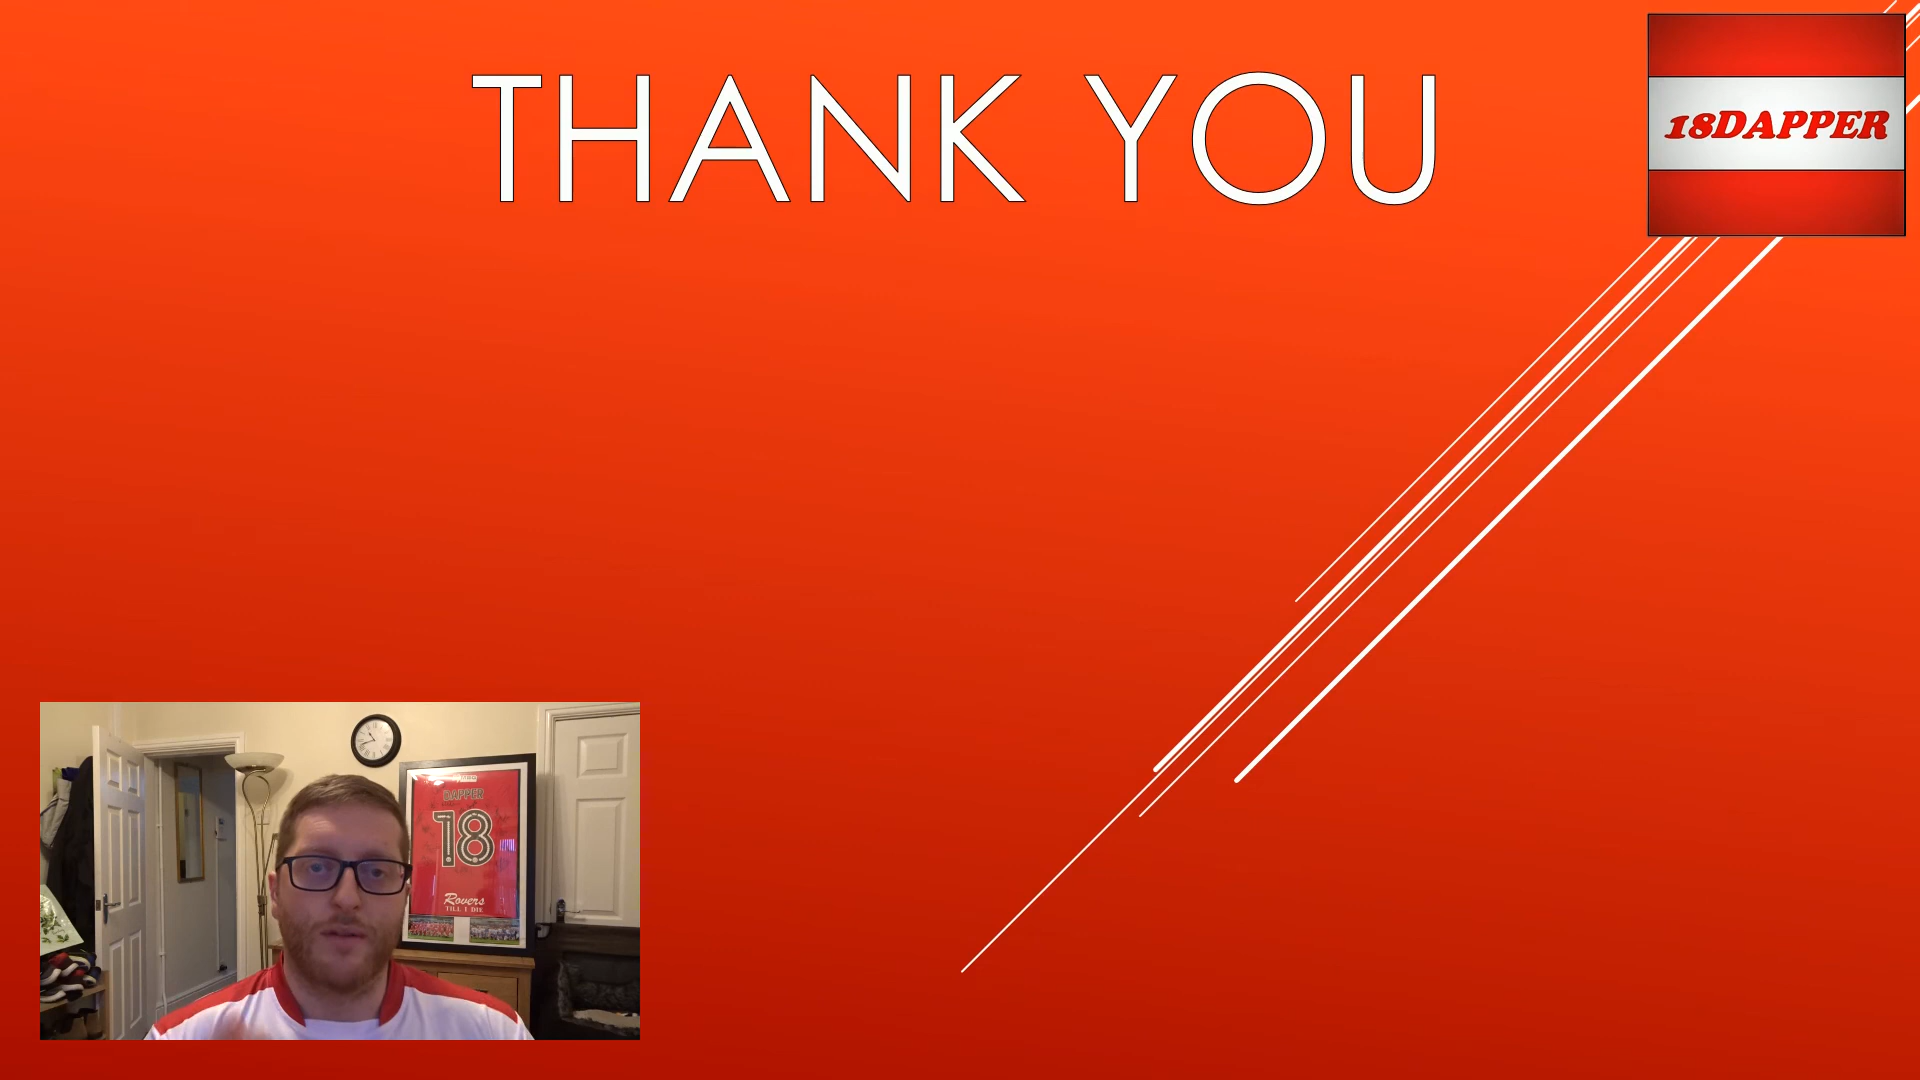 THANK YOU
18DAPPER
DAPPER
18
Rovers
TILL I DIE